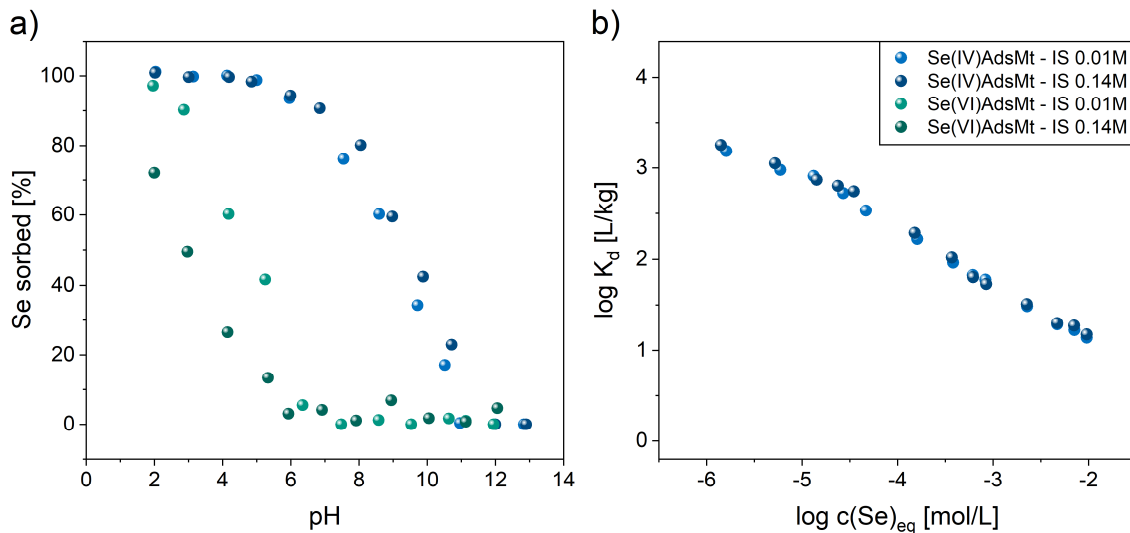 a)
Se sorbed [%]
100
80
60
40
20
0
0 2 4 6 8 10 12 14
pH
b)
log K_d [L/kg]
4
3
2
1
0
-6 -5 -4 -3 -2
log c(Se)_eq [mol/L]
Se(IV)AdsMt - IS 0.01M
Se(IV)AdsMt - IS 0.14M
Se(VI)AdsMt - IS 0.01M
Se(VI)AdsMt - IS 0.14M